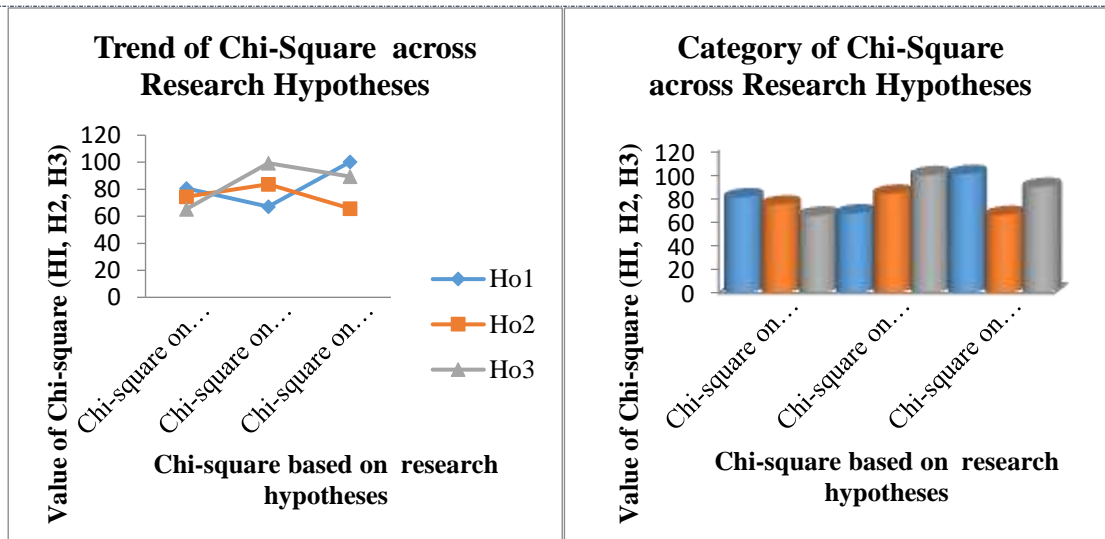 Trend of Chi-Square across
Research Hypotheses
Value of Chi-square (HI, H2, H3)
120
100
80
60
40
20
0
Chi-square on…
Chi-square on…
Chi-square on…
Ho1
Ho2
Ho3
Chi-square based on research
hypotheses
Category of Chi-Square
across Research Hypotheses
Value of Chi-square (HI, H2, H3)
120
100
80
60
40
20
0
Chi-square on…
Chi-square on…
Chi-square on…
Chi-square based on research
hypotheses